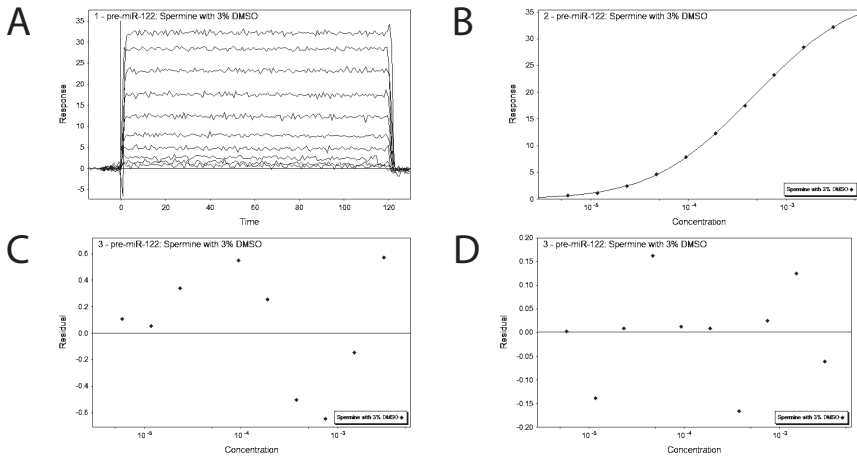 A
1 - pre-miR-122: Spermine with 3% DMSO
35
30
25
20
15
10
5
0
-5
Response
0
20
40
60
80
100
120
Time
B
2 - pre-miR-122: Spermine with 3% DMSO
35
30
25
20
15
10
5
0
Response
10⁻⁵
10⁻⁴
10⁻³
Concentration
Spermine with 3% DMSO ◆
C
3 - pre-miR-122: Spermine with 3% DMSO
0.6
0.4
0.2
0.0
-0.2
-0.4
-0.6
Residual
10⁻⁵
10⁻⁴
10⁻³
Concentration
Spermine with 3% DMSO ◆
D
3 - pre-miR-122: Spermine with 3% DMSO
0.20
0.15
0.10
0.05
0.00
-0.05
-0.10
-0.15
-0.20
Residual
10⁻⁵
10⁻⁴
10⁻³
Concentration
Spermine with 3% DMSO ◆